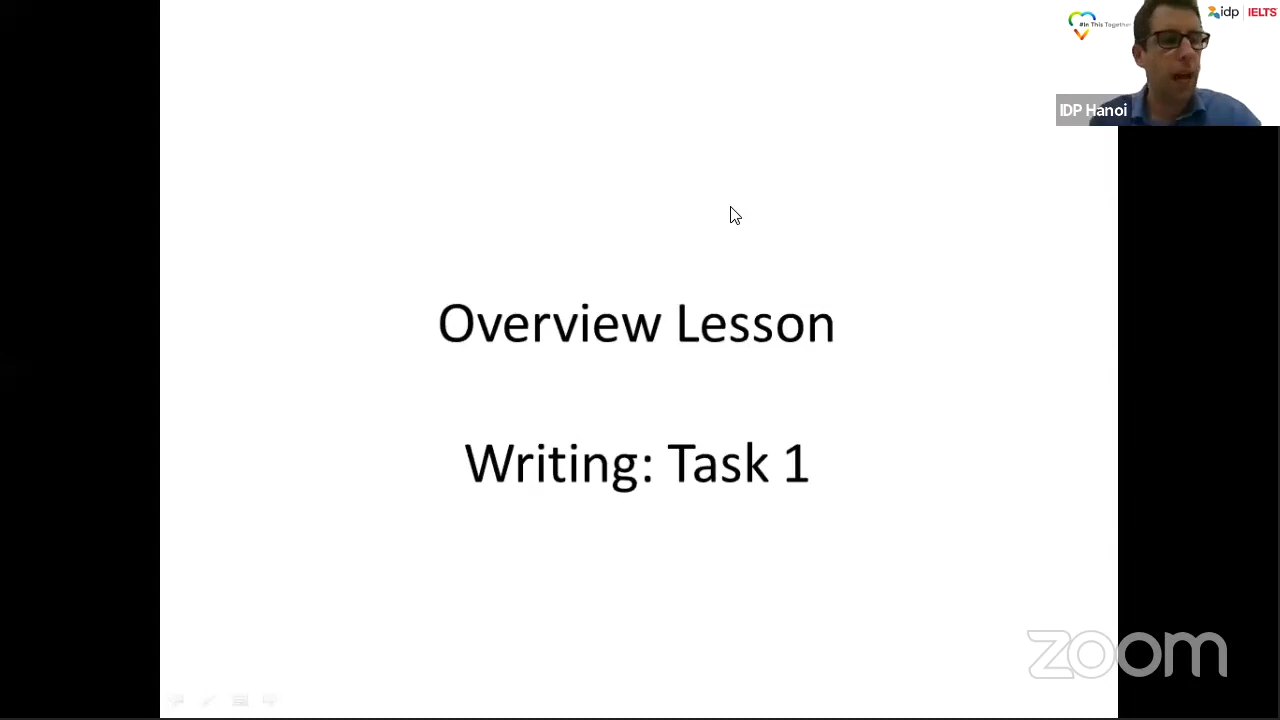 #In This Together
idp IELTS
IDP Hanoi
Overview Lesson
Writing: Task 1
zoom